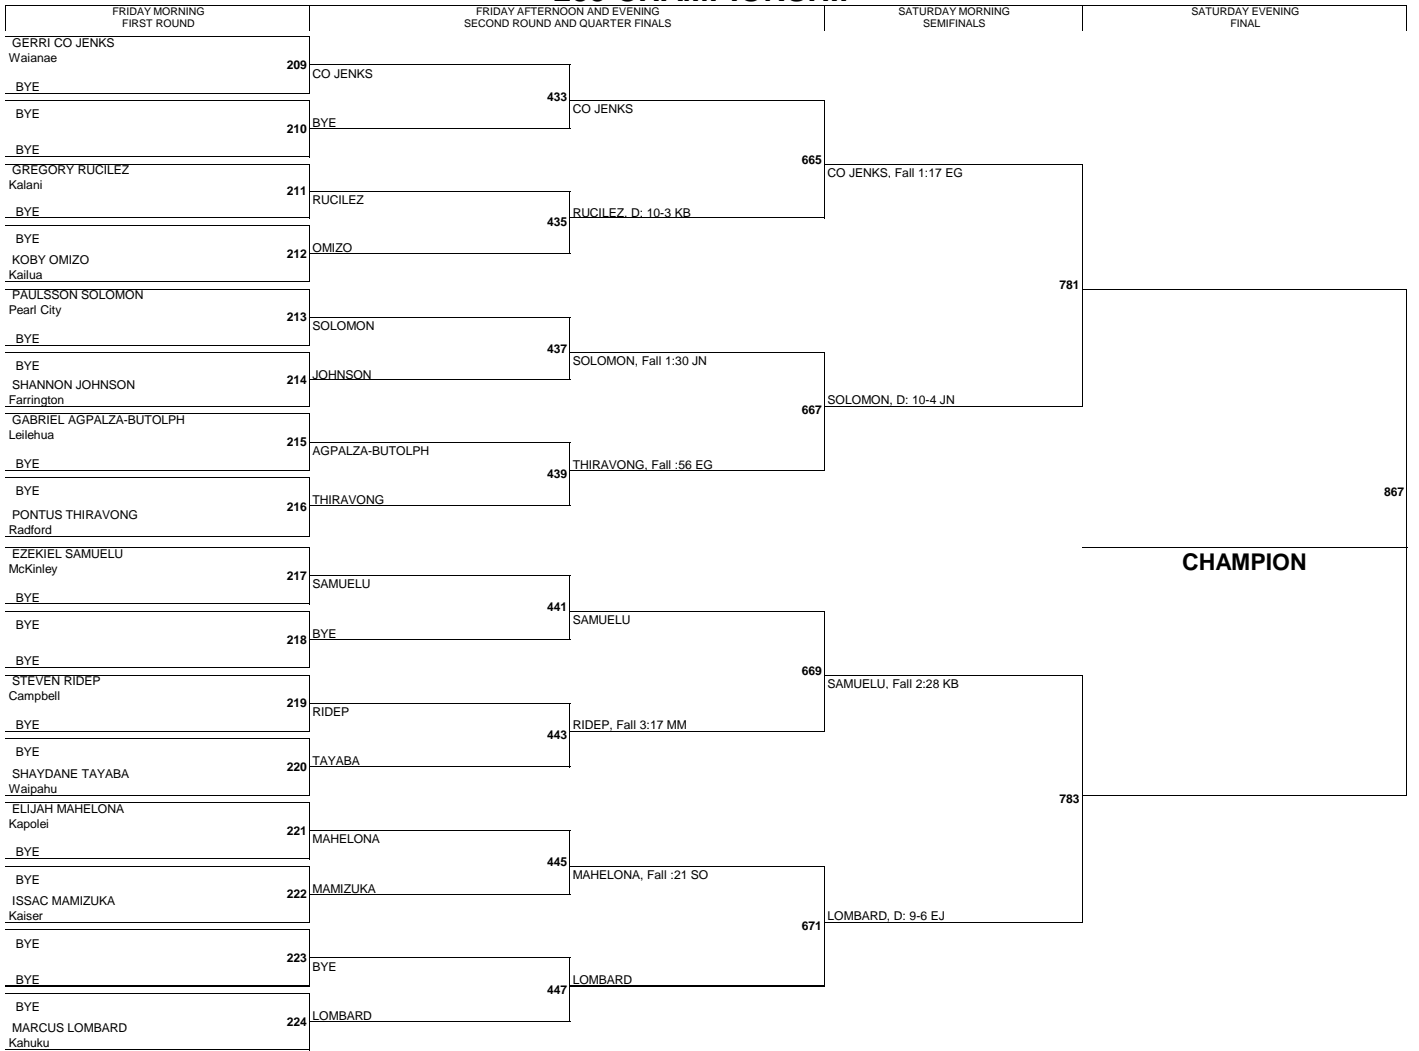 FRIDAY MORNING
FIRST ROUND
FRIDAY AFTERNOON AND EVENING
SECOND ROUND AND QUARTER FINALS
SATURDAY MORNING
SEMIFINALS
SATURDAY EVENING
FINAL
GERRI CO JENKS
Waianae
209
BYE
CO JENKS
433
CO JENKS
BYE
210
BYE
BYE
665
CO JENKS, Fall 1:17 EG
GREGORY RUCILEZ
Kalani
211
BYE
RUCILEZ
435
RUCILEZ, D: 10-3 KB
BYE
212
OMIZO
KOBY OMIZO
Kailua
781
PAULSSON SOLOMON
Pearl City
213
BYE
SOLOMON
437
SOLOMON, Fall 1:30 JN
BYE
214
JOHNSON
SHANNON JOHNSON
Farrington
667
SOLOMON, D: 10-4 JN
GABRIEL AGPALZA-BUTOLPH
Leilehua
215
BYE
AGPALZA-BUTOLPH
439
THIRAVONG, Fall :56 EG
BYE
216
THIRAVONG
PONTUS THIRAVONG
Radford
867
CHAMPION
EZEKIEL SAMUELU
McKinley
217
BYE
SAMUELU
441
SAMUELU
BYE
218
BYE
BYE
669
SAMUELU, Fall 2:28 KB
STEVEN RIDEP
Campbell
219
BYE
RIDEP
443
RIDEP, Fall 3:17 MM
BYE
220
TAYABA
SHAYDANE TAYABA
Waipahu
783
ELIJAH MAHELONA
Kapolei
221
BYE
MAHELONA
445
MAHELONA, Fall :21 SO
BYE
222
MAMIZUKA
ISSAC MAMIZUKA
Kaiser
671
LOMBARD, D: 9-6 EJ
BYE
223
BYE
BYE
447
LOMBARD
BYE
224
LOMBARD
MARCUS LOMBARD
Kahuku